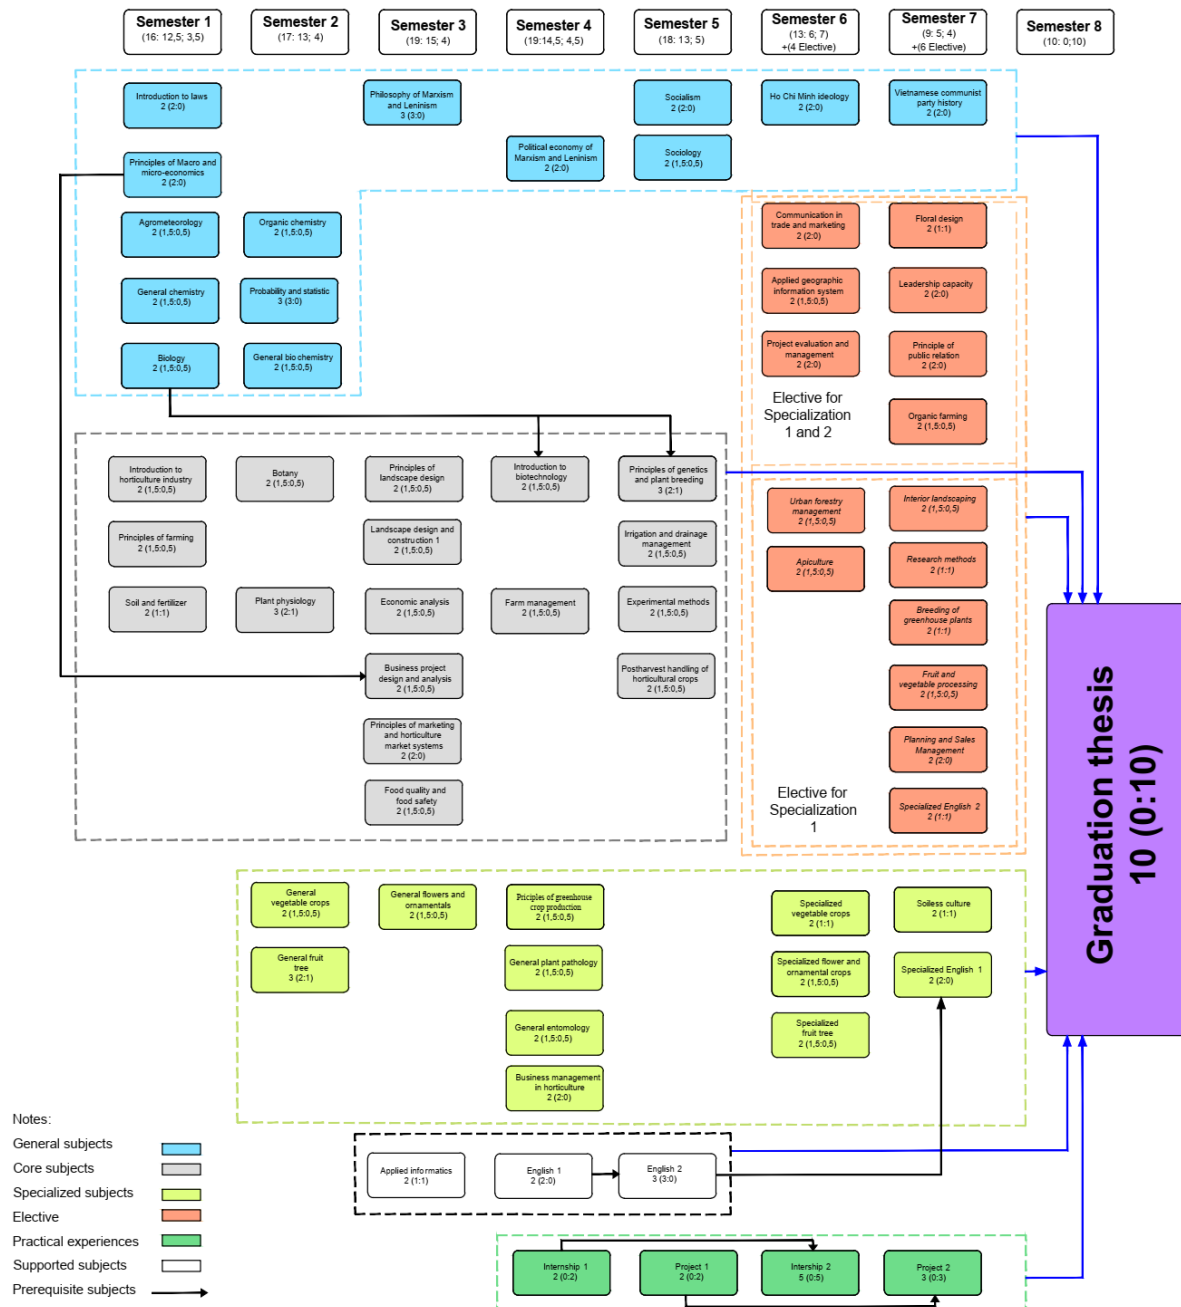 Semester 1
(16: 12,5; 3,5)
Semester 2
(17: 13; 4)
Semester 3
(19: 15; 4)
Semester 4
(19:14,5; 4,5)
Semester 5
(18: 13; 5)
Semester 6
(13: 6; 7)
+(4 Elective)
Semester 7
(9: 5; 4)
+(6 Elective)
Semester 8
(10: 0;10)
Introduction to laws
2 (2:0)
Philosophy of Marxism
and Leninism
3 (3:0)
Socialism
2 (2:0)
Ho Chi Minh ideology
2 (2:0)
Vietnamese communist
party history
2 (2:0)
Principles of Macro and
micro-economics
2 (2:0)
Political economy of
Marxism and Leninism
2 (2:0)
Sociology
2 (1,5:0,5)
Agrometeorology
2 (1,5:0,5)
Organic chemistry
2 (1,5:0,5)
Communication in
trade and marketing
2 (2:0)
Floral design
2 (1:1)
General chemistry
2 (1,5:0,5)
Probability and statistic
3 (3:0)
Applied geographic
information system
2 (1,5:0,5)
Leadership capacity
2 (2:0)
Biology
2 (1,5:0,5)
General bio chemistry
2 (1,5:0,5)
Project evaluation and
management
2 (2:0)
Principle of
public relation
2 (2:0)
Elective for
Specialization
1 and 2
Organic farming
2 (1,5:0,5)
Introduction to
horticulture industry
2 (1,5:0,5)
Botany
2 (1,5:0,5)
Principles of
landscape design
2 (1,5:0,5)
Introduction to
biotechnology
2 (1,5:0,5)
Principles of genetics
and plant breeding
3 (2:1)
Urban forestry
management
2 (1,5:0,5)
Interior landscaping
2 (1,5:0,5)
Principles of farming
2 (1,5:0,5)
Landscape design and
construction 1
2 (1,5:0,5)
Irrigation and drainage
management
2 (1,5:0,5)
Apiculture
2 (1,5:0,5)
Research methods
2 (1:1)
Soil and fertilizer
2 (1:1)
Plant physiology
3 (2:1)
Economic analysis
2 (1,5:0,5)
Farm management
2 (1,5:0,5)
Experimental methods
2 (1,5:0,5)
Breeding of
greenhouse plants
2 (1:1)
Business project
design and analysis
2 (1,5:0,5)
Postharvest handling of
horticultural crops
2 (1,5:0,5)
Fruit and
vegetable processing
2 (1,5:0,5)
Principles of marketing
and horticulture
market systems
2 (2:0)
Planning and Sales
Management
2 (2:0)
Food quality and
food safety
2 (1,5:0,5)
Elective for
Specialization
1
Specialized English 2
2 (1:1)
Graduation thesis
10 (0:10)
General
vegetable crops
2 (1,5:0,5)
General flowers and
ornamentals
2 (1,5:0,5)
Priciples of greenhouse
crop production
2 (1,5:0,5)
Specialized
vegetable crops
2 (1:1)
Soiless culture
2 (1:1)
General fruit
tree
3 (2:1)
General plant pathology
2 (1,5:0,5)
Specialized flower and
ornamental crops
2 (1,5:0,5)
Specialized English 1
2 (2:0)
General entomology
2 (1,5:0,5)
Specialized
fruit tree
2 (1,5:0,5)
Business management
in horticulture
2 (2:0)
Applied informatics
2 (1:1)
English 1
2 (2:0)
English 2
3 (3:0)
Internship 1
2 (0:2)
Project 1
2 (0:2)
Intership 2
5 (0:5)
Project 2
3 (0:3)
Notes:
General subjects
Core subjects
Specialized subjects
Elective
Practical experiences
Supported subjects
Prerequisite subjects